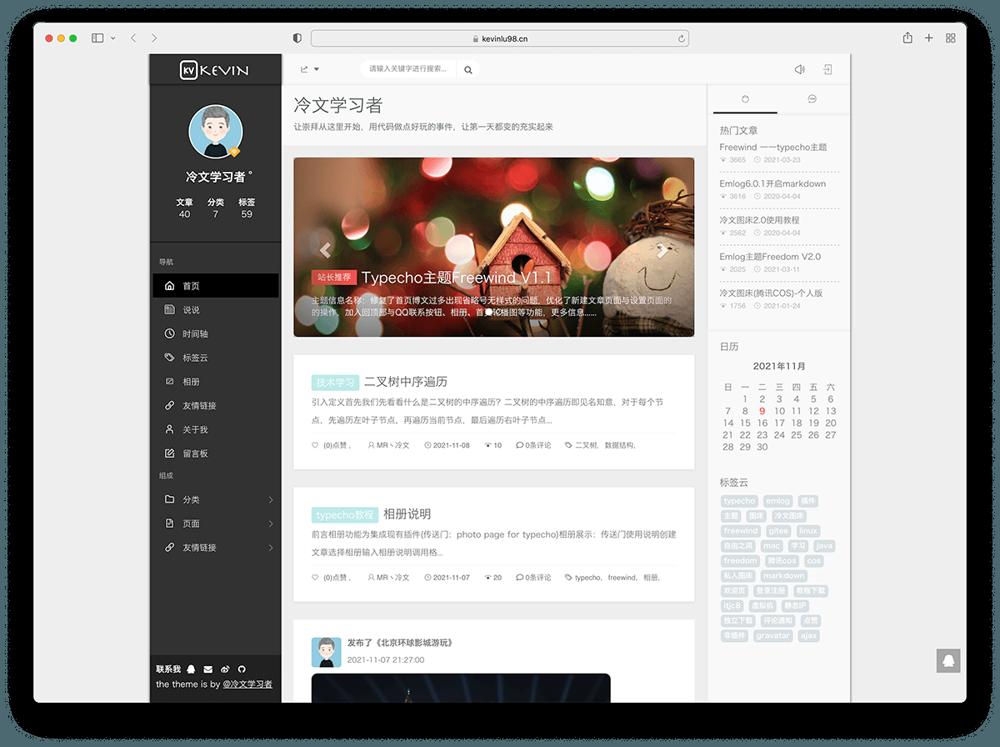 kevinlu98.cn
KV KEVIN
请输入关键字进行搜索...
冷文学习者°
文章 分类 标签
40 7 59
导航
首页
说说
时间轴
标签云
相册
友情链接
关于我
留言板
组成
分类
页面
友情链接
联系我
the theme is by @冷文学习者
冷文学习者
让崇拜从这里开始，用代码做点好玩的事件，让第一天都变的充实起来
站长推荐 Typecho主题Freewind V1.1
主题信息名称：修复了首页博文过多出现省略号无样式的问题，优化了新建文章页面与设置页面的
的操作，加入回顶部与QQ联系按钮、相册、首页轮播图等功能，更多信息......
技术学习 二叉树中序遍历
引入定义首先我们先看看什么是二叉树的中序遍历？二叉树的中序遍历即见名知意，对于每个节
点，先遍历左叶子节点，再遍历当前节点，最后遍历右叶子节点...
(0)点赞， MR丶冷文 2021-11-08 10 0条评论 二叉树，数据结构,
typecho教程 相册说明
前言相册功能为集成现有插件(传送门：photo page for typecho)相册展示：传送门使用说明创建
文章选择相册输入相册说明调用格...
(0)点赞， MR丶冷文 2021-11-07 20 0条评论 typecho, freewind, 相册,
发布了《北京环球影城游玩》
2021-11-07 21:27:00
热门文章
Freewind ——typecho主题
3665 2021-03-23
Emlog6.0.1开启markdown
3616 2020-04-04
冷文图床2.0使用教程
2562 2020-04-04
Emlog主题Freedom V2.0
2025 2021-03-11
冷文图床(腾讯COS)-个人版
1756 2021-01-24
日历
2021年11月
日 一 二 三 四 五 六
1 2 3 4 5 6
7 8 9 10 11 12 13
14 15 16 17 18 19 20
21 22 23 24 25 26 27
28 29 30
标签云
typecho emlog 插件
主题 图床 冷文图床
freewind gitee linux
自由之风 mac 学习 java
freedom 腾讯cos cos
私人图床 markdown
欢迎页 登录注册 教程下载
itjc8 虚拟机 静态IP
独立下载 评论通知 点赞
非插件 gravatar ajax